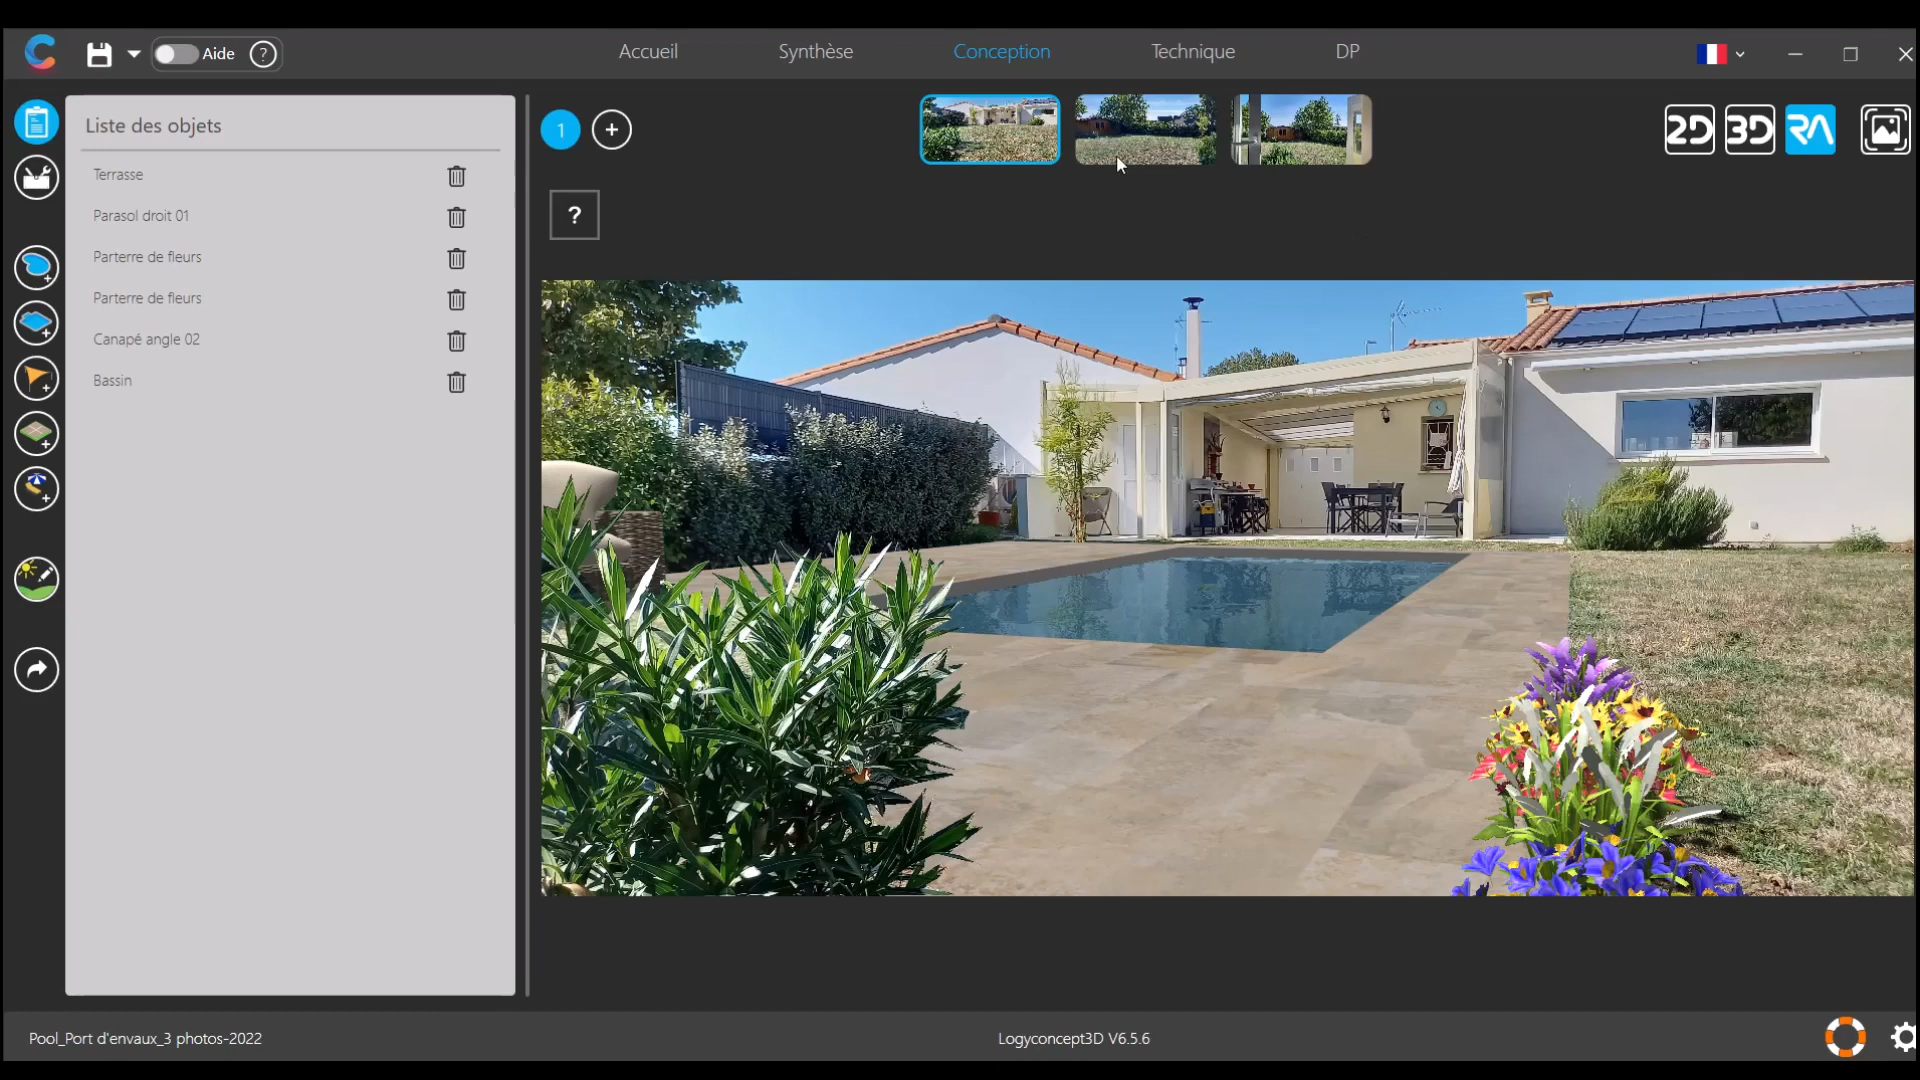 Aide
?
Accueil
Synthèse
Conception
Technique
DP
Liste des objets
Terrasse
Parasol droit 01
Parterre de fleurs
Parterre de fleurs
Canapé angle 02
Bassin
1
+
2D
3D
RA
?
Pool_Port d'envaux_3 photos-2022
Logyconcept3D V6.5.6